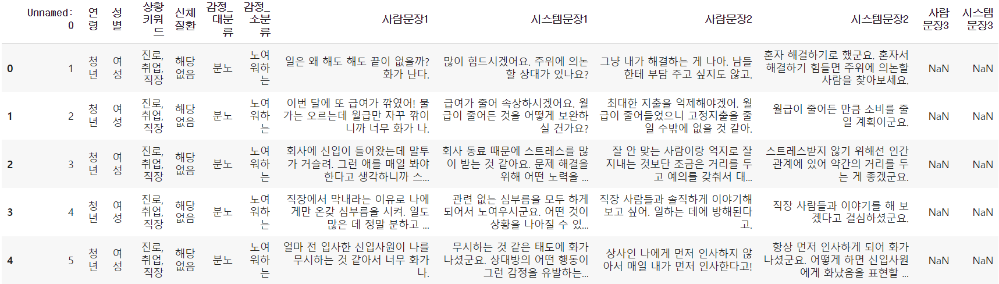 Unnamed: 0 연령 성별 상황키워드 신체질환 감정_대분류 감정_소분류 사람문장1 시스템문장1 사람문장2 시스템문장2 사람문장3 시스템문장3
0 1 청년 여성 진로, 취업, 직장 해당없음 분노 노여워하는 일은 왜 해도 해도 끝이 없을까? 화가 난다. 많이 힘드시겠어요. 주위에 의논할 상대가 있나요? 그냥 내가 해결하는 게 나아. 남들한테 부담 주고 싶지도 않고. 혼자 해결하기로 했군요. 혼자서 해결하기 힘들면 주위에 의논할 사람을 찾아보세요. NaN NaN
1 2 청년 여성 진로, 취업, 직장 해당없음 분노 노여워하는 이번 달에 또 급여가 깎였어! 물가는 오르는데 월급만 자꾸 깎이니까 너무 화가 나. 급여가 줄어 속상하시겠어요. 월급이 줄어든 것을 어떻게 보완하실 건가요? 최대한 지출을 억제해야겠어. 월급이 줄어들었으니 고정지출을 줄일 수밖에 없을 것 같아. 월급이 줄어든 만큼 소비를 줄일 계획이군요. NaN NaN
2 3 청년 여성 진로, 취업, 직장 해당없음 분노 노여워하는 회사에 신입이 들어왔는데 말투가 거슬려. 그런 애를 매일 봐야 한다고 생각하니까 스... 회사 동료 때문에 스트레스를 많이 받는 것 같아요. 문제 해결을 위해 어떤 노력을 ... 잘 안 맞는 사람이랑 억지로 잘 지내는 것보단 조금은 거리를 두고 예의를 갖춰서 대... 스트레스받지 않기 위해선 인간관계에 있어 약간의 거리를 두는 게 좋겠군요. NaN NaN
3 4 청년 여성 진로, 취업, 직장 해당없음 분노 노여워하는 직장에서 막내라는 이유로 나에게만 온갖 심부름을 시켜. 일도 많은 데 정말 분하고 ... 관련 없는 심부름을 모두 하게 되어서 노여우시군요. 어떤 것이 상황을 나아질 수 있... 직장 사람들과 솔직하게 이야기해보고 싶어. 일하는 데에 방해된다고. 직장 사람들과 이야기를 해 보겠다고 결심하셨군요. NaN NaN
4 5 청년 여성 진로, 취업, 직장 해당없음 분노 노여워하는 얼마 전 입사한 신입사원이 나를 무시하는 것 같아서 너무 화가 나. 무시하는 것 같은 태도에 화가 나셨군요. 상대방의 어떤 행동이 그런 감정을 유발하는... 상사인 나에게 먼저 인사하지 않아서 매일 내가 먼저 인사한다고! 항상 먼저 인사하게 되어 화가 나셨군요. 어떻게 하면 신입사원에게 화났음을 표현할 ... NaN NaN